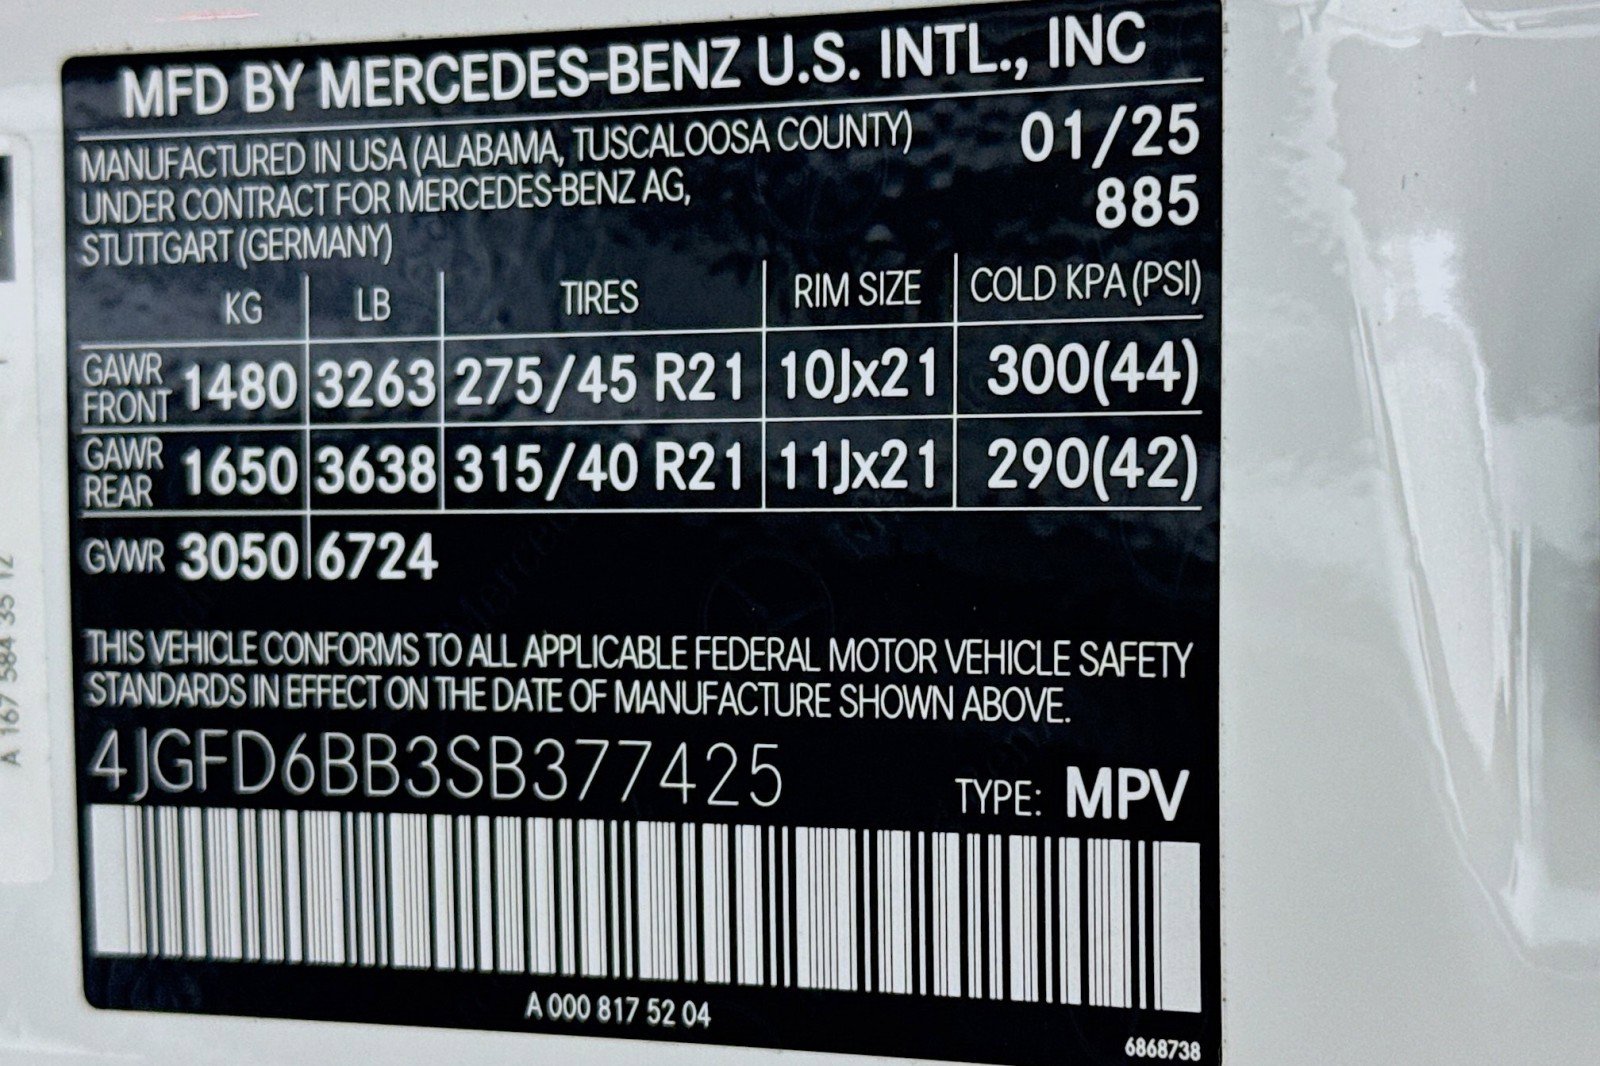 MFD BY MERCEDES-BENZ U.S. INTL., INC
MANUFACTURED IN USA (ALABAMA, TUSCALOOSA COUNTY) 01/25
UNDER CONTRACT FOR MERCEDES-BENZ AG, 885
STUTTGART (GERMANY)
KG LB TIRES RIM SIZE COLD KPA (PSI)
GAWR FRONT 1480 3263 275/45 R21 10Jx21 300(44)
GAWR REAR 1650 3638 315/40 R21 11Jx21 290(42)
GVWR 3050 6724
THIS VEHICLE CONFORMS TO ALL APPLICABLE FEDERAL MOTOR VEHICLE SAFETY
STANDARDS IN EFFECT ON THE DATE OF MANUFACTURE SHOWN ABOVE.
4JGFD6BB3SB377425 TYPE: MPV
A 000 817 52 04
6868738
A 167 584 35 12